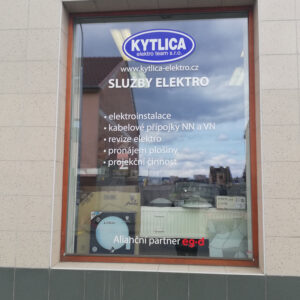 KYTLICA
elektro team s.r.o.
www.kytlica-elektro.cz
SLUŽBY ELEKTRO
• elektroinstalace
• kabelové přípojky NN a VN
• revize elektro
• pronájem plošiny
• projekční činnost
Alianční partner eg·d